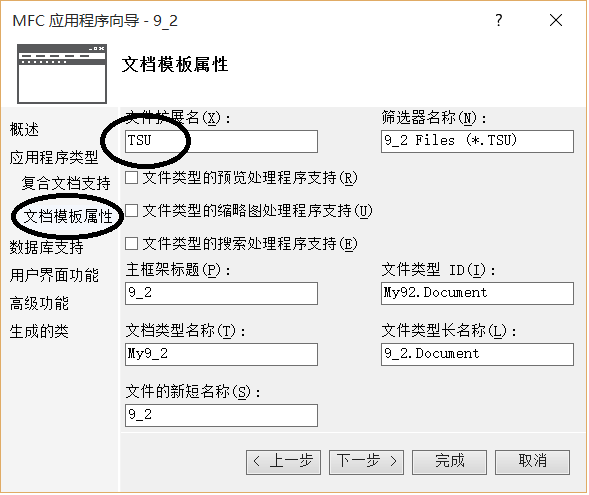 MFC 应用程序向导 - 9_2
?
文档模板属性
概述
应用程序类型
复合文档支持
文档模板属性
数据库支持
用户界面功能
高级功能
生成的类
文件扩展名(X):
TSU
筛选器名称(N):
9_2 Files (*.TSU)
文件类型的预览处理程序支持(R)
文件类型的缩略图处理程序支持(U)
文件类型的搜索处理程序支持(E)
主框架标题(P):
9_2
文件类型 ID(I):
My92.Document
文档类型名称(T):
My9_2
文件类型长名称(L):
9_2.Document
文件的新短名称(S):
9_2
< 上一步
下一步 >
完成
取消